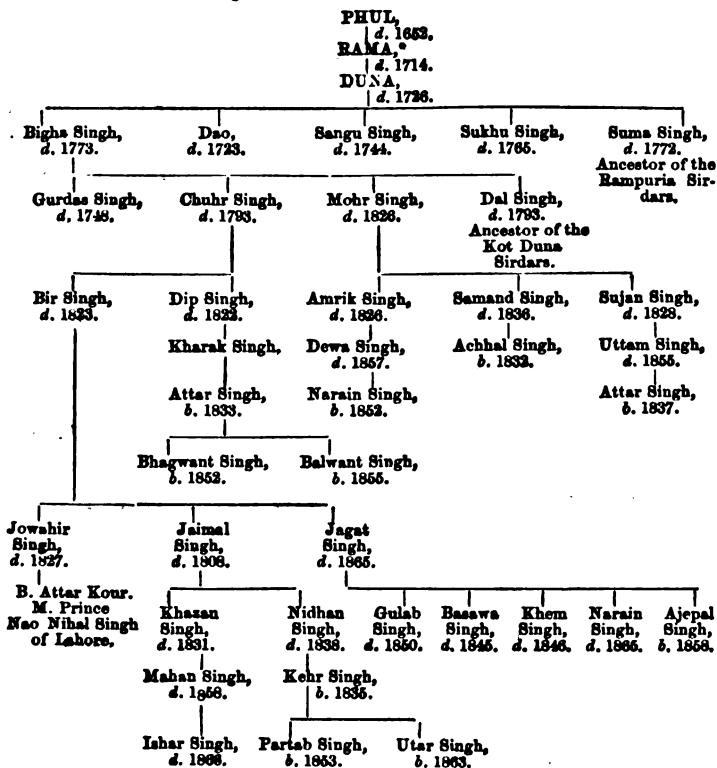 PHUL,
d. 1652.
RAMA,*
d. 1714.
DUNA,
d. 1726.
Bigha Singh, Dao, Sangu Singh, Sukhu Singh, Suma Singh,
d. 1773. d. 1723. d. 1744. d. 1765. d. 1772.
Ancestor of the
Rampuria Sir-
dars.
Gurdas Singh, Chuhr Singh, Mohr Singh, Dal Singh,
d. 1748. d. 1793. d. 1826. d. 1793.
Ancestor of the
Kot Duna
Sirdars.
Bir Singh, Dip Singh, Amrik Singh, Samand Singh, Sujan Singh,
d. 1823. d. 1822. d. 1826. d. 1836. d. 1828.
Kharak Singh, Dewa Singh, Achhal Singh, Uttam Singh,
d. 1857. b. 1832. d. 1855.
Attar Singh, Narain Singh, Attar Singh,
b. 1833. b. 1852. b. 1837.
Bhagwant Singh, Balwant Singh,
b. 1852. b. 1855.
Jowahir Jaimal Jagat
Singh, Singh, Singh,
d. 1827. d. 1808. d. 1865.
B. Attar Kour.
M. Prince
Nao Nihal Singh
of Lahore.
Khazan Nidhan Gulab Basawa Khem Narain Ajepal
Singh, Singh, Singh, Singh, Singh, Singh, Singh,
d. 1831. d. 1838. d. 1850. d. 1845. d. 1846. d. 1865. b. 1858.
Mahan Singh, Kehr Singh,
d. 1858. b. 1835.
Ishar Singh, Partab Singh, Utar Singh,
d. 1866. b. 1853. b. 1863.